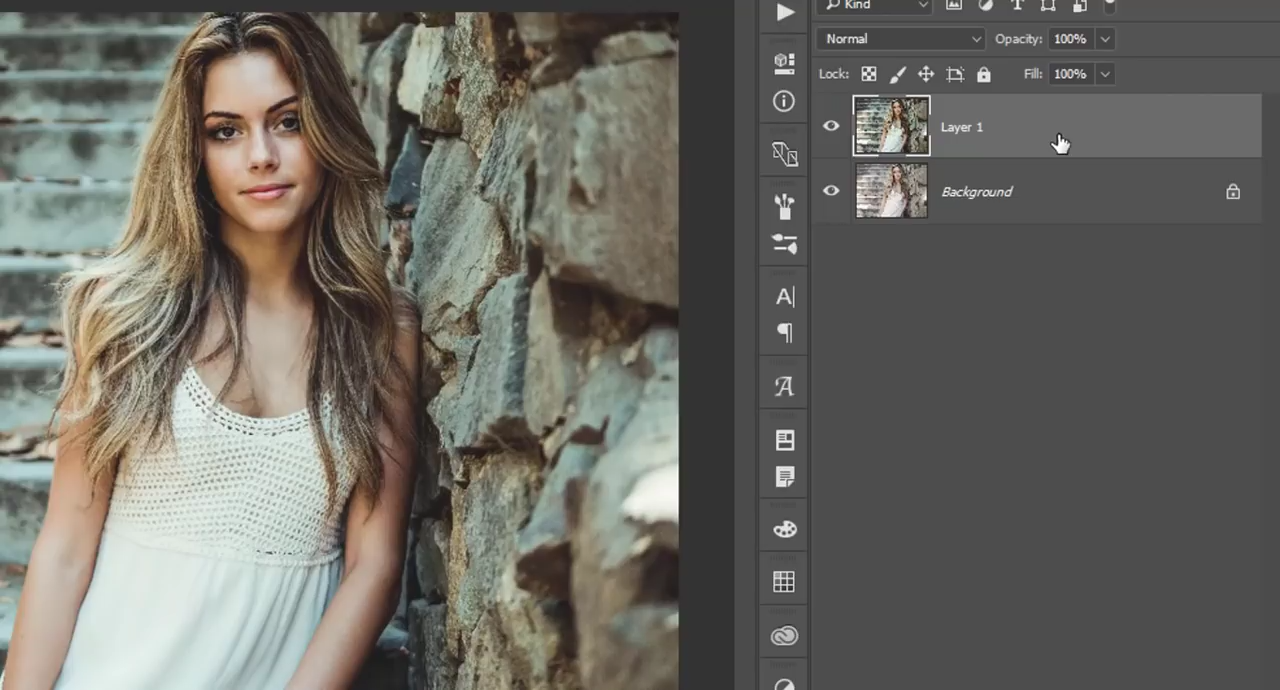 Kind
Normal Opacity: 100%
Lock: Fill: 100%
Layer 1
Background